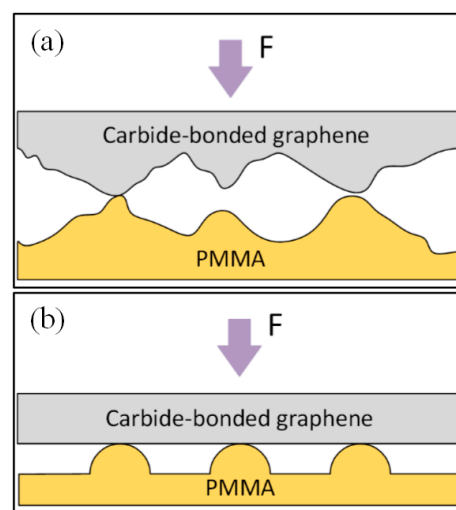 (a)
F
Carbide-bonded graphene
PMMA
(b)
F
Carbide-bonded graphene
PMMA